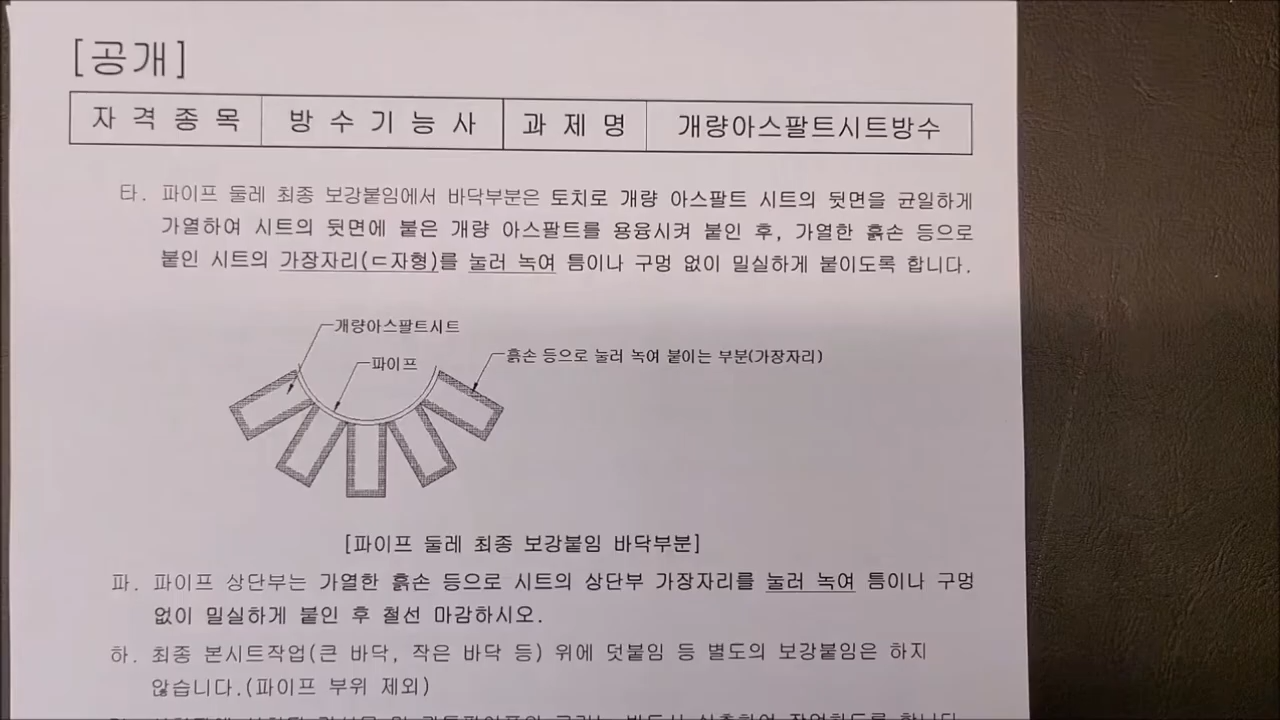 [공개]
자 격 종 목 방 수 기 능 사 과 제 명 개량아스팔트시트방수
타. 파이프 둘레 최종 보강붙임에서 바닥부분은 토치로 개량 아스팔트 시트의 뒷면을 균일하게
가열하여 시트의 뒷면에 붙은 개량 아스팔트를 용융시켜 붙인 후, 가열한 흙손 등으로
붙인 시트의 가장자리(ㄷ자형)를 눌러 녹여 틈이나 구멍 없이 밀실하게 붙이도록 합니다.
개량아스팔트시트
파이프
흙손 등으로 눌러 녹여 붙이는 부분(가장자리)
[파이프 둘레 최종 보강붙임 바닥부분]
파. 파이프 상단부는 가열한 흙손 등으로 시트의 상단부 가장자리를 눌러 녹여 틈이나 구멍
없이 밀실하게 붙인 후 철선 마감하시오.
하. 최종 본시트작업(큰 바닥, 작은 바닥 등) 위에 덧붙임 등 별도의 보강붙임은 하지
않습니다.(파이프 부위 제외)